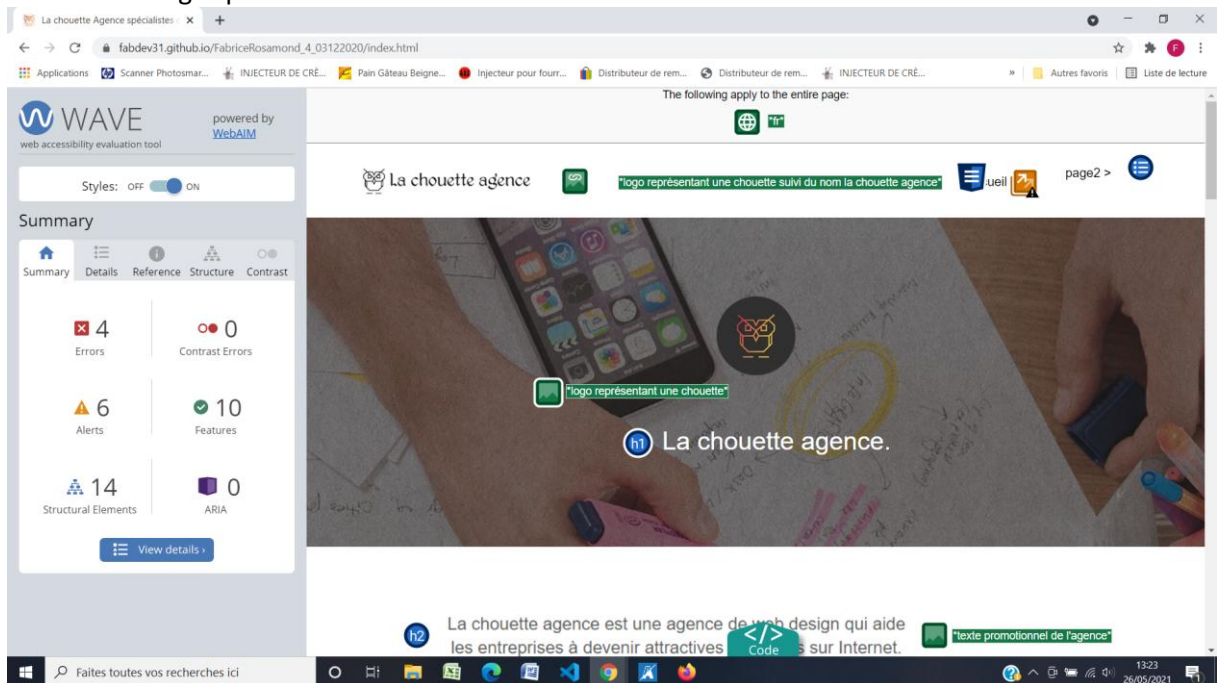 La chouette Agence spécialistes
fabdev31.github.io/FabriceRosamond_4_03122020/index.html
F
Applications
Scanner Photosmar...
INJECTEUR DE CRÈ...
Pain Gâteau Beigne...
Injecteur pour fourr...
Distributeur de rem...
Distributeur de rem...
INJECTEUR DE CRÈ...
»
Autres favoris
Liste de lecture
WAVE
web accessibility evaluation tool
powered by
WebAIM
Styles: OFF ON
Summary
Summary Details Reference Structure Contrast
4
Errors
0
Contrast Errors
6
Alerts
10
Features
14
Structural Elements
0
ARIA
View details ›
The following apply to the entire page:
*fr*
La chouette agence
*logo représentant une chouette suivi du nom la chouette agence*
ueil
page2 >
*logo représentant une chouette*
h1 La chouette agence.
h2 La chouette agence est une agence de web design qui aide
les entreprises à devenir attractives s sur Internet.
</>
Code
*texte promotionnel de l'agence*
Faites toutes vos recherches ici
13:23
26/05/2021